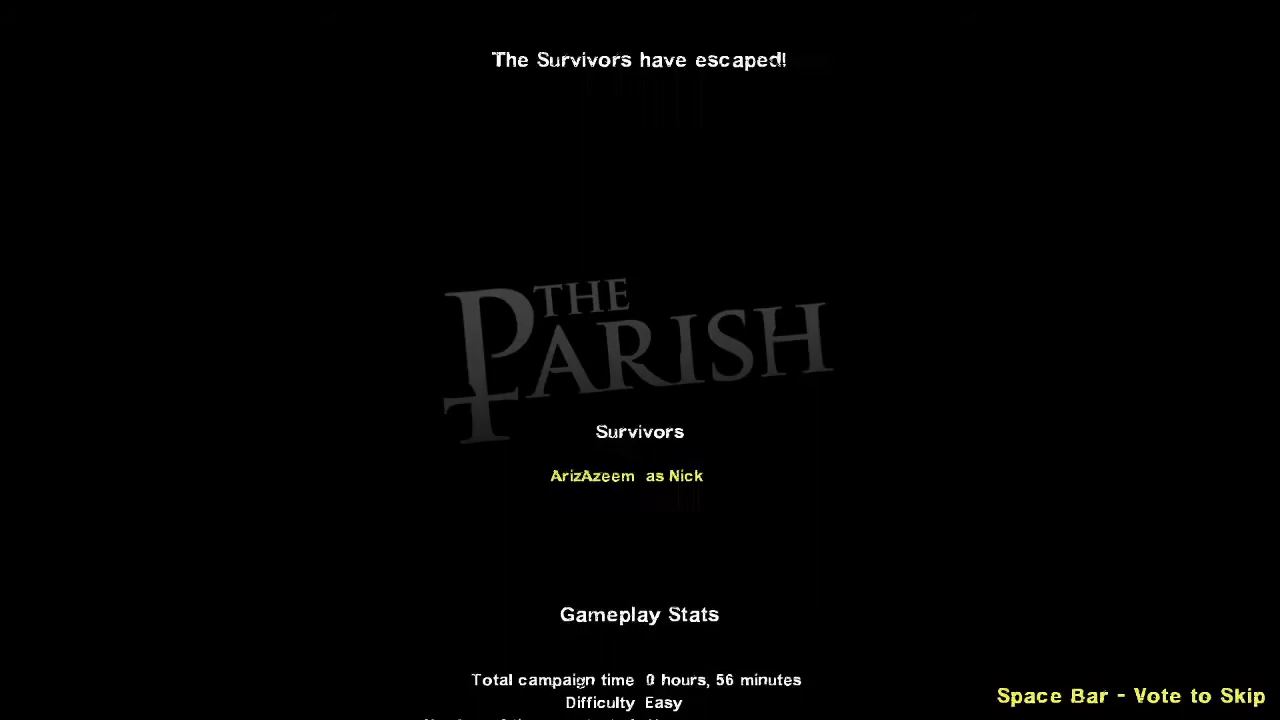 The Survivors have escaped!
THE
PARISH
Survivors
ArizAzeem as Nick
Gameplay Stats
Total campaign time 0 hours, 56 minutes
Difficulty Easy
Space Bar - Vote to Skip